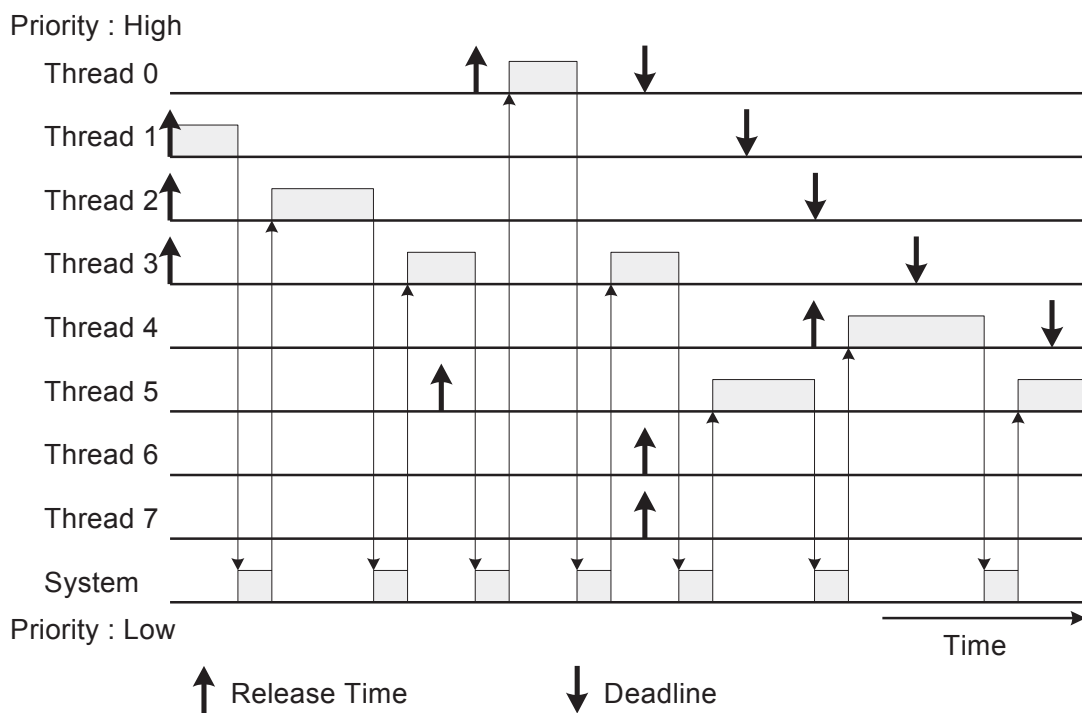 Priority : High
Thread 0
Thread 1
Thread 2
Thread 3
Thread 4
Thread 5
Thread 6
Thread 7
System
Priority : Low
Time
Release Time
Deadline